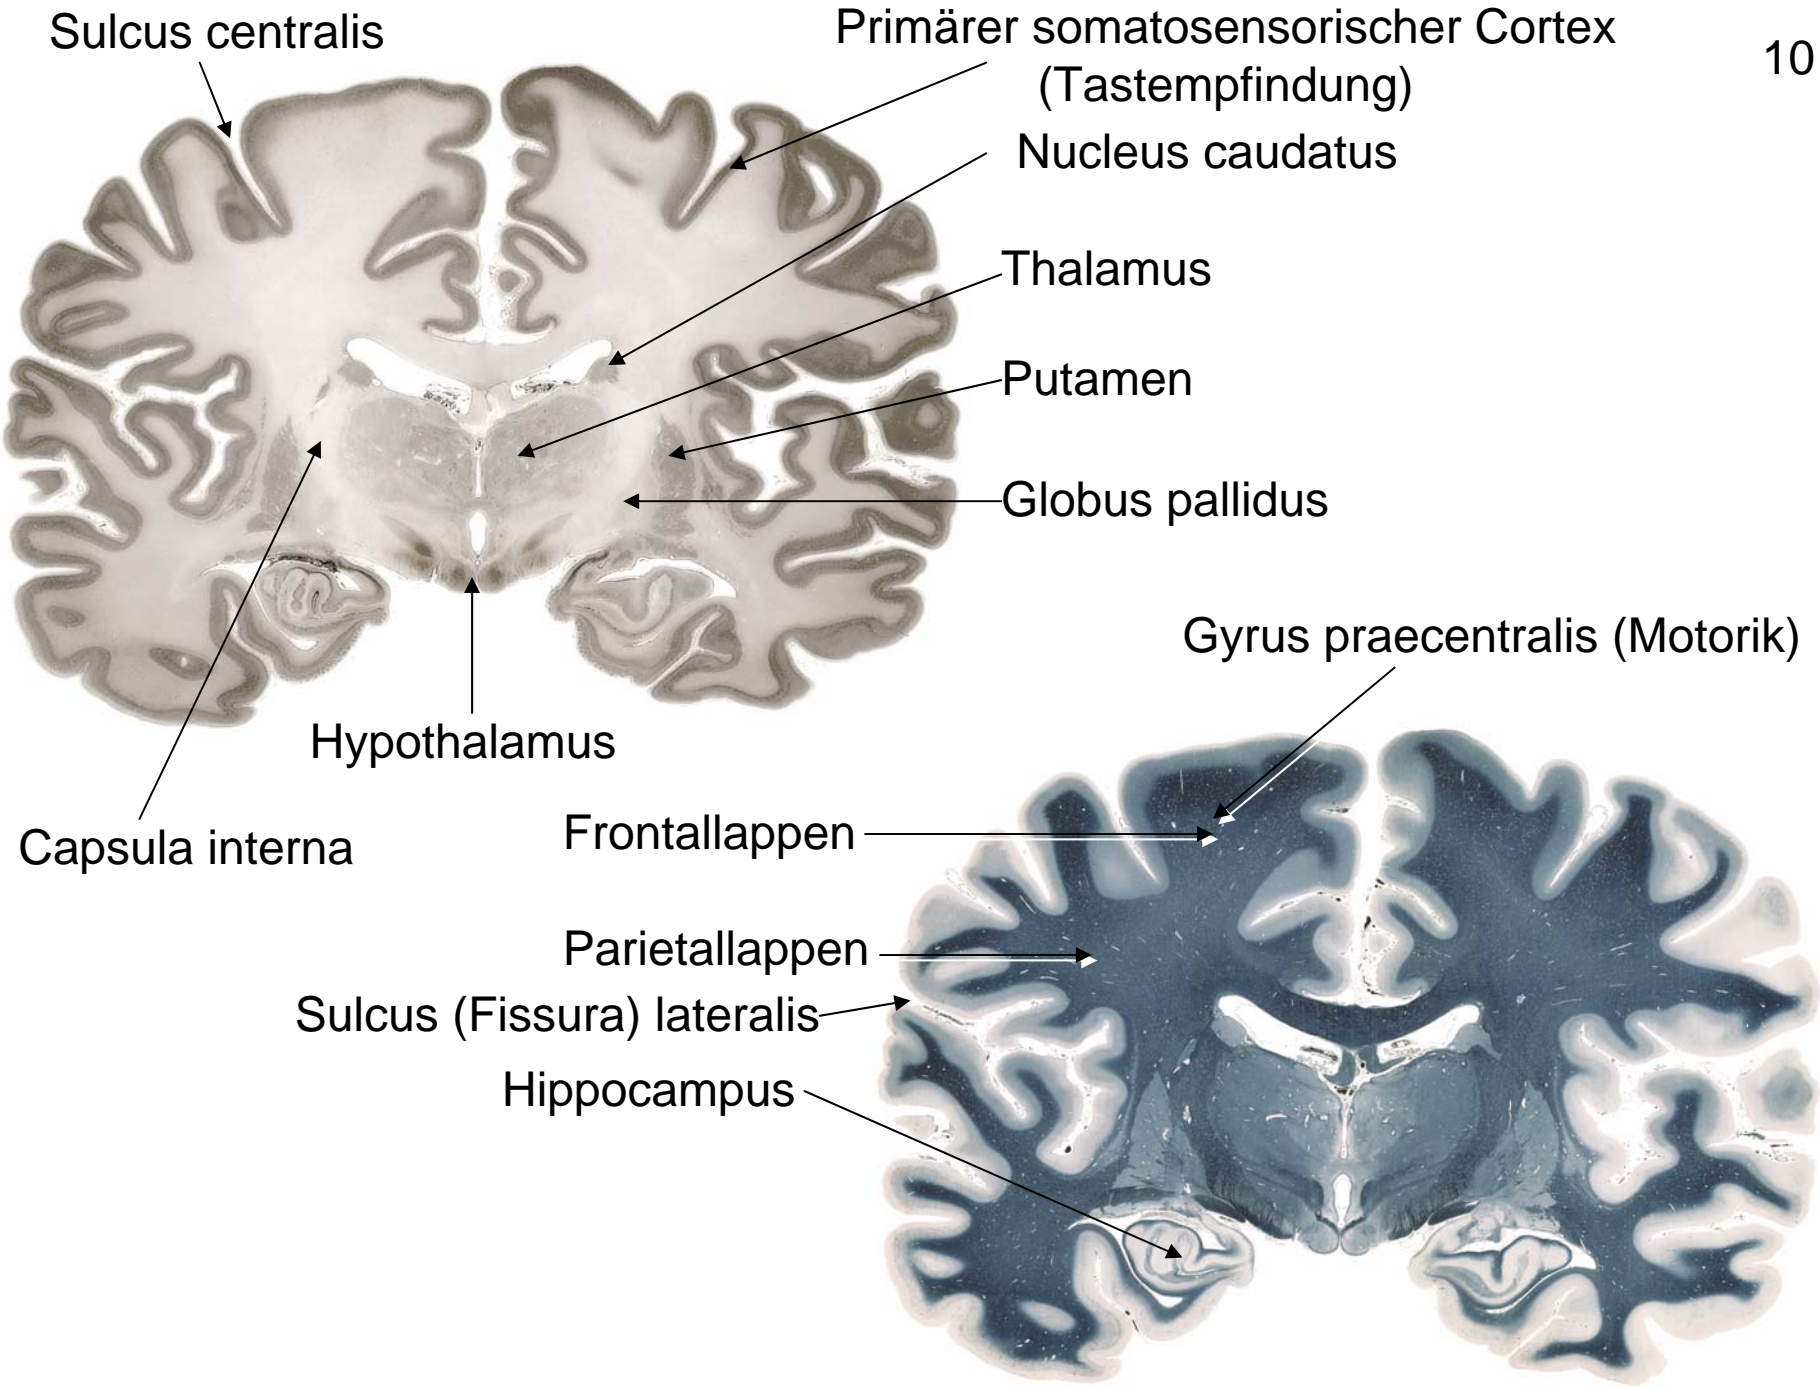 Sulcus centralis
Primärer somatosensorischer Cortex
(Tastempfindung)
10
Nucleus caudatus
Thalamus
Putamen
Globus pallidus
Gyrus praecentralis (Motorik)
Hypothalamus
Capsula interna
Frontallappen
Parietallappen
Sulcus (Fissura) lateralis
Hippocampus